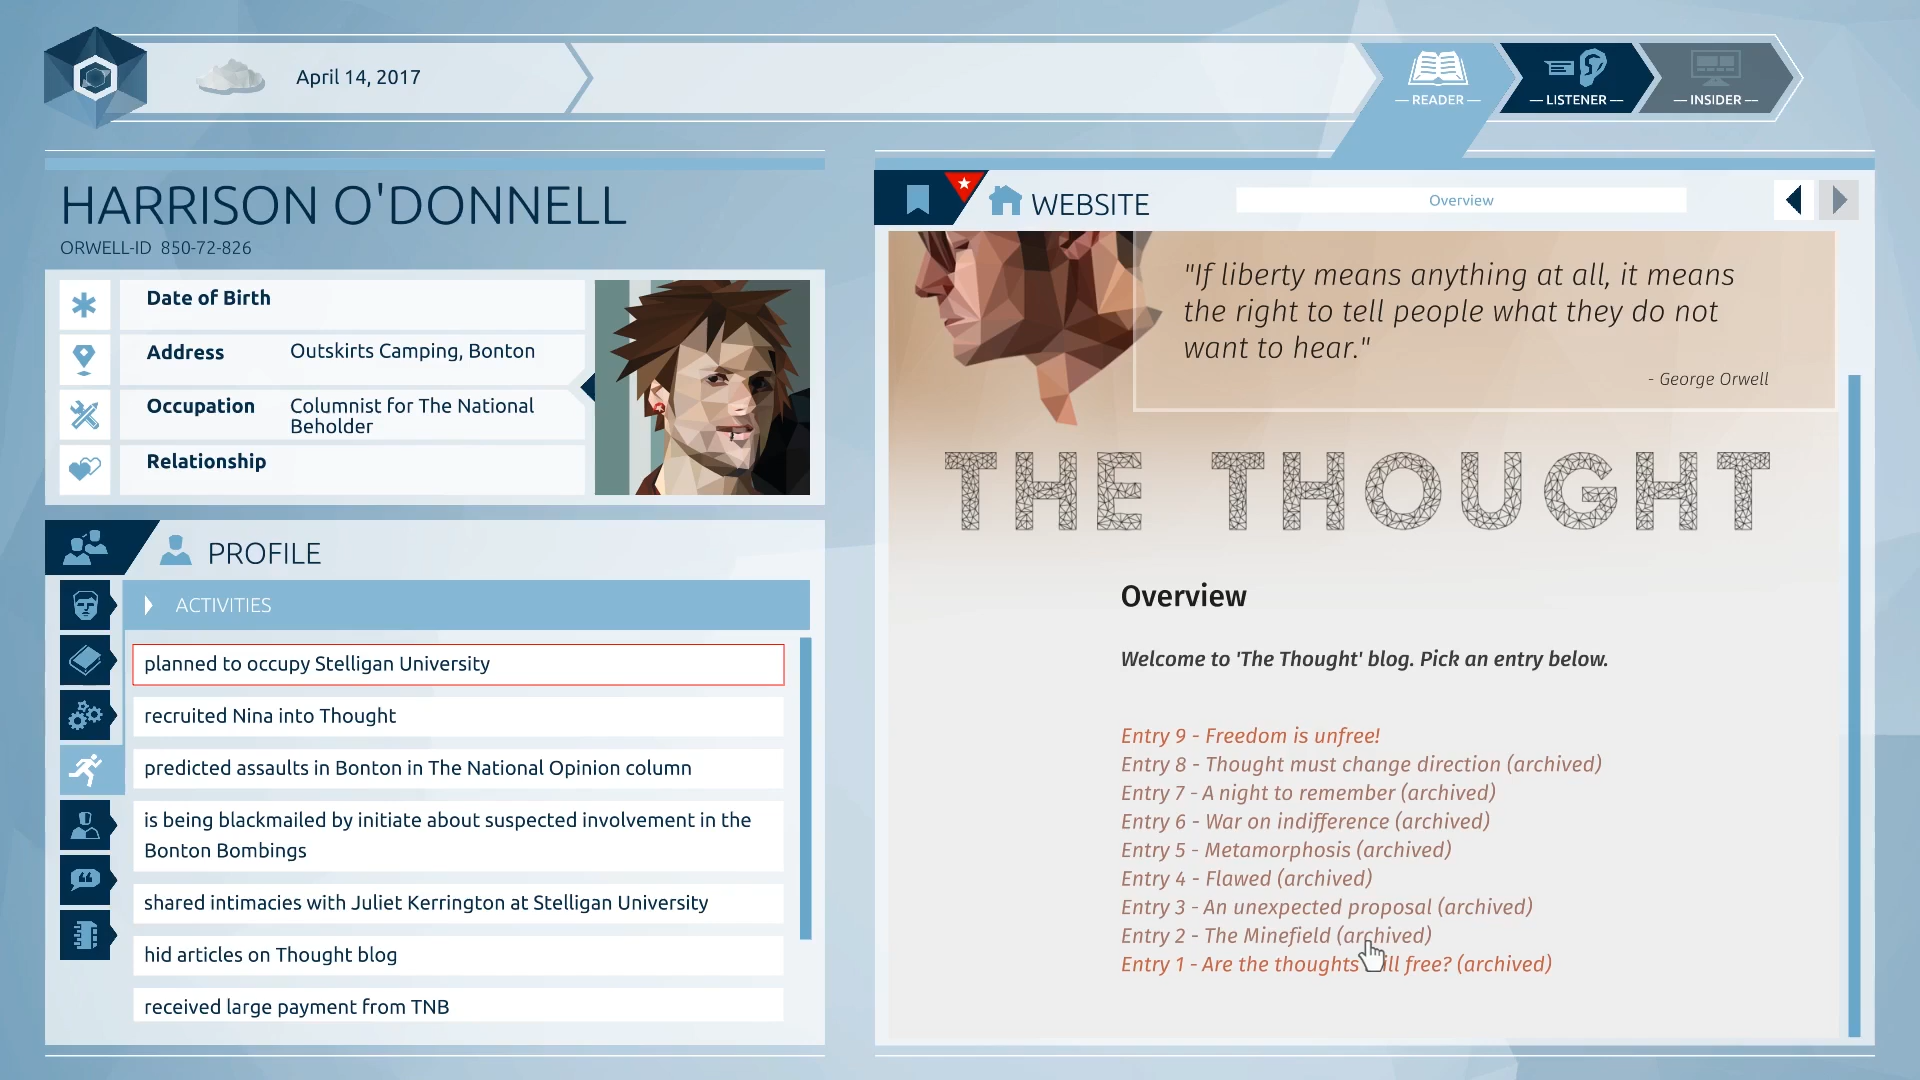 April 14, 2017
— READER —
— LISTENER —
— INSIDER —
HARRISON O'DONNELL
ORWELL-ID 850-72-826
Date of Birth
Address Outskirts Camping, Bonton
Occupation Columnist for The National
Beholder
Relationship
PROFILE
ACTIVITIES
planned to occupy Stelligan University
recruited Nina into Thought
predicted assaults in Bonton in The National Opinion column
is being blackmailed by initiate about suspected involvement in the
Bonton Bombings
shared intimacies with Juliet Kerrington at Stelligan University
hid articles on Thought blog
received large payment from TNB
WEBSITE
Overview
"If liberty means anything at all, it means
the right to tell people what they do not
want to hear."
- George Orwell
THE THOUGHT
Overview
Welcome to 'The Thought' blog. Pick an entry below.
Entry 9 - Freedom is unfree!
Entry 8 - Thought must change direction (archived)
Entry 7 - A night to remember (archived)
Entry 6 - War on indifference (archived)
Entry 5 - Metamorphosis (archived)
Entry 4 - Flawed (archived)
Entry 3 - An unexpected proposal (archived)
Entry 2 - The Minefield (archived)
Entry 1 - Are the thoughts ill free? (archived)